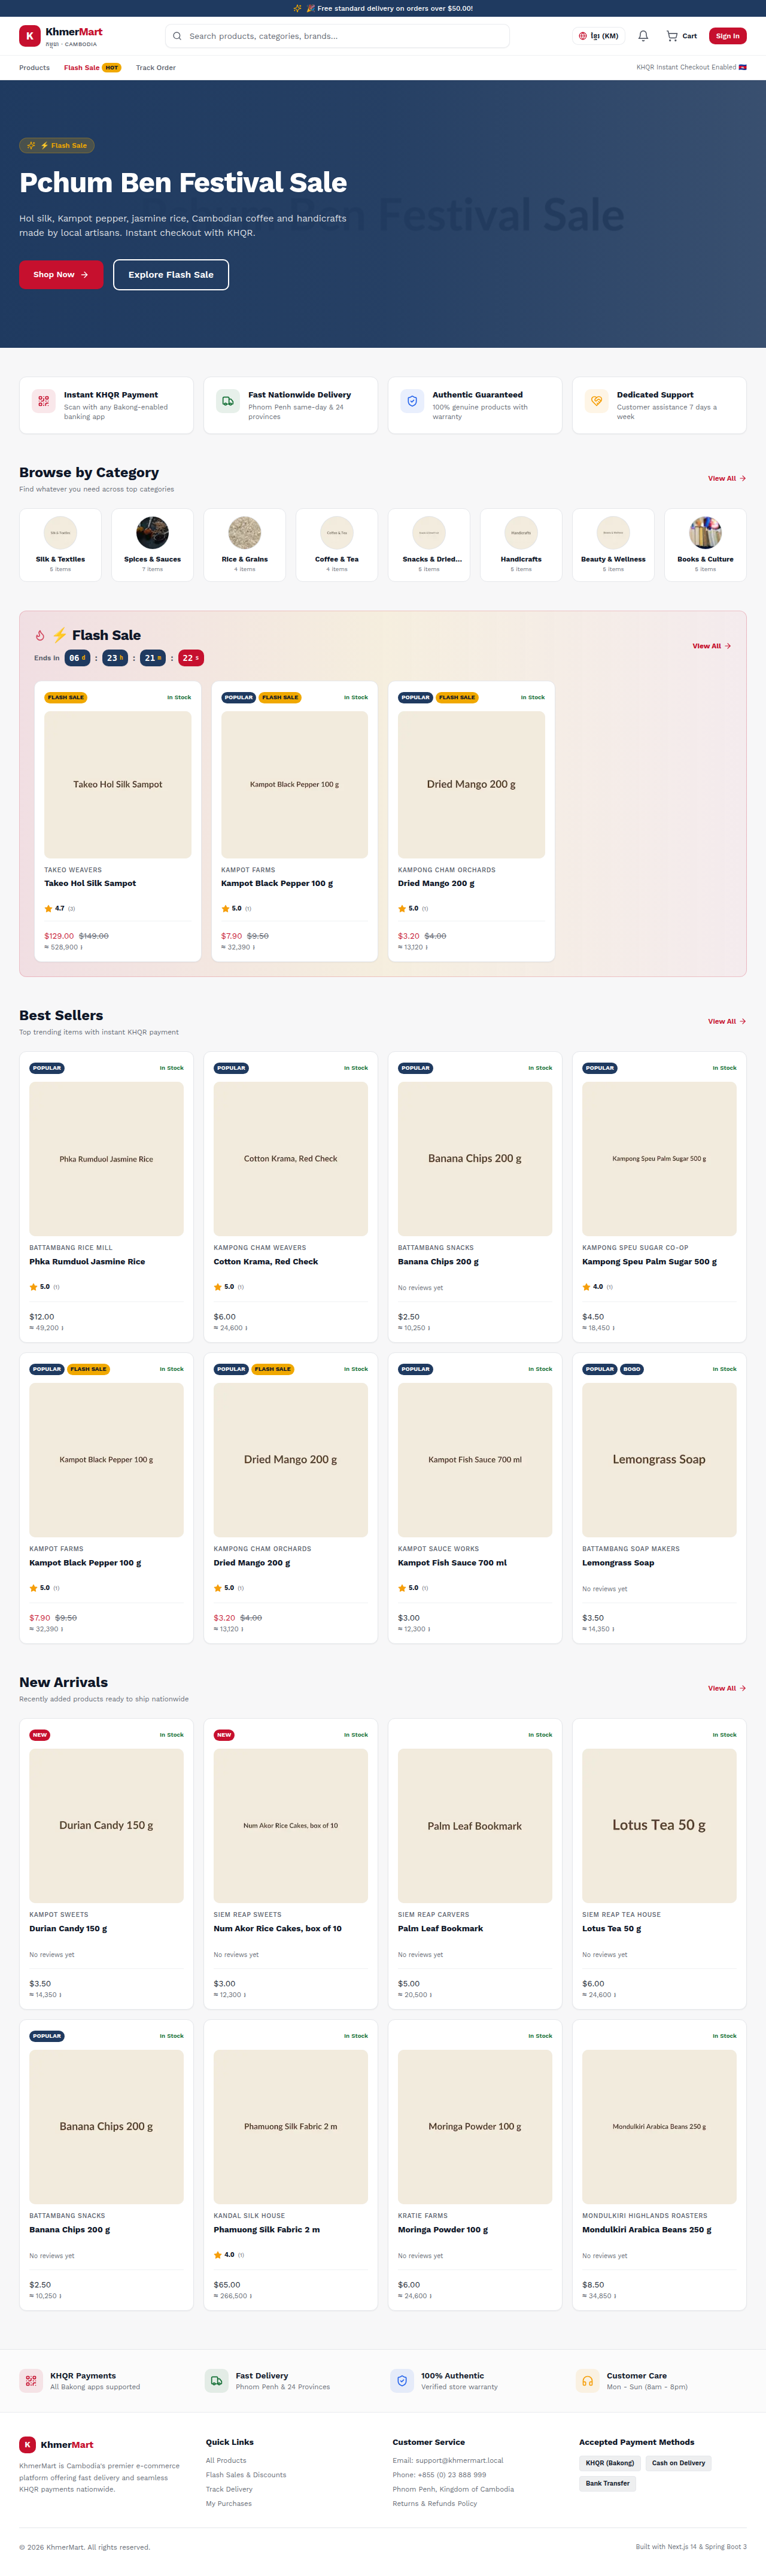 ✨ 🎉 Free standard delivery on orders over $50.00!
K
KhmerMart
កម្ពុជា · CAMBODIA
Search products, categories, brands...
ខ្មែរ (KM)
Cart
Sign In
Products
Flash Sale HOT
Track Order
KHQR Instant Checkout Enabled 🇰🇭
⚡ Flash Sale
Pchum Ben Festival Sale
Hol silk, Kampot pepper, jasmine rice, Cambodian coffee and handicrafts
made by local artisans. Instant checkout with KHQR.
Shop Now →
Explore Flash Sale
Instant KHQR Payment
Scan with any Bakong-enabled
banking app
Fast Nationwide Delivery
Phnom Penh same-day & 24
provinces
Authentic Guaranteed
100% genuine products with
warranty
Dedicated Support
Customer assistance 7 days a
week
Browse by Category
Find whatever you need across top categories
View All →
Silk & Textiles
6 items
Spices & Sauces
7 items
Rice & Grains
4 items
Coffee & Tea
Coffee & Tea
4 items
Snacks & Dried...
6 items
Handicrafts
Handicrafts
6 items
Beauty & Wellness
6 items
Books & Culture
6 items
⚡ Flash Sale
View All →
Ends in 06 d : 23 h : 21 m : 22 s
FLASH SALE
In Stock
Takeo Hol Silk Sampot
TAKEO WEAVERS
Takeo Hol Silk Sampot
4.7 (3)
$129.00 $149.00
≈ 528,900 ៛
POPULAR FLASH SALE
In Stock
Kampot Black Pepper 100 g
KAMPOT FARMS
Kampot Black Pepper 100 g
5.0 (1)
$7.90 $9.50
≈ 32,390 ៛
POPULAR FLASH SALE
In Stock
Dried Mango 200 g
KAMPONG CHAM ORCHARDS
Dried Mango 200 g
5.0 (1)
$3.20 $4.00
≈ 13,120 ៛
Best Sellers
Top trending items with instant KHQR payment
View All →
POPULAR
In Stock
Phka Rumduol Jasmine Rice
BATTAMBANG RICE MILL
Phka Rumduol Jasmine Rice
5.0 (1)
$12.00
≈ 49,200 ៛
POPULAR
In Stock
Cotton Krama, Red Check
KAMPONG CHAM WEAVERS
Cotton Krama, Red Check
5.0 (1)
$6.00
≈ 24,600 ៛
POPULAR
In Stock
Banana Chips 200 g
BATTAMBANG SNACKS
Banana Chips 200 g
No reviews yet
$2.50
≈ 10,250 ៛
POPULAR
In Stock
Kampong Speu Palm Sugar 500 g
KAMPONG SPEU SUGAR CO-OP
Kampong Speu Palm Sugar 500 g
4.0 (1)
$4.50
≈ 18,450 ៛
POPULAR FLASH SALE
In Stock
Kampot Black Pepper 100 g
KAMPOT FARMS
Kampot Black Pepper 100 g
5.0 (1)
$7.90 $9.50
≈ 32,390 ៛
POPULAR FLASH SALE
In Stock
Dried Mango 200 g
KAMPONG CHAM ORCHARDS
Dried Mango 200 g
5.0 (1)
$3.20 $4.00
≈ 13,120 ៛
POPULAR
In Stock
Kampot Fish Sauce 700 ml
KAMPOT SAUCE WORKS
Kampot Fish Sauce 700 ml
5.0 (1)
$3.00
≈ 12,300 ៛
POPULAR BOGO
In Stock
Lemongrass Soap
BATTAMBANG SOAP MAKERS
Lemongrass Soap
No reviews yet
$3.50
≈ 14,350 ៛
New Arrivals
Recently added products ready to ship nationwide
View All →
NEW
In Stock
Durian Candy 150 g
KAMPOT SWEETS
Durian Candy 150 g
No reviews yet
$3.50
≈ 14,350 ៛
NEW
In Stock
Num Akor Rice Cakes, box of 10
SIEM REAP SWEETS
Num Akor Rice Cakes, box of 10
No reviews yet
$3.00
≈ 12,300 ៛
In Stock
Palm Leaf Bookmark
SIEM REAP CARVERS
Palm Leaf Bookmark
No reviews yet
$5.00
≈ 20,500 ៛
In Stock
Lotus Tea 50 g
SIEM REAP TEA HOUSE
Lotus Tea 50 g
No reviews yet
$6.00
≈ 24,600 ៛
POPULAR
In Stock
Banana Chips 200 g
BATTAMBANG SNACKS
Banana Chips 200 g
No reviews yet
$2.50
≈ 10,250 ៛
In Stock
Phamuong Silk Fabric 2 m
KANDAL SILK HOUSE
Phamuong Silk Fabric 2 m
4.0 (1)
$65.00
≈ 266,500 ៛
In Stock
Moringa Powder 100 g
KRATIE FARMS
Moringa Powder 100 g
No reviews yet
$6.00
≈ 24,600 ៛
In Stock
Mondulkiri Arabica Beans 250 g
MONDULKIRI HIGHLANDS ROASTERS
Mondulkiri Arabica Beans 250 g
No reviews yet
$8.50
≈ 34,850 ៛
KHQR Payments
All Bakong apps supported
Fast Delivery
Phnom Penh & 24 Provinces
100% Authentic
Verified store warranty
Customer Care
Mon - Sun (8am - 8pm)
K KhmerMart
KhmerMart is Cambodia's premier e-commerce
platform offering fast delivery and seamless
KHQR payments nationwide.
Quick Links
All Products
Flash Sales & Discounts
Track Delivery
My Purchases
Customer Service
Email: support@khmermart.local
Phone: +855 (0) 23 888 999
Phnom Penh, Kingdom of Cambodia
Returns & Refunds Policy
Accepted Payment Methods
KHQR (Bakong)
Cash on Delivery
Bank Transfer
© 2026 KhmerMart. All rights reserved.
Built with Next.js 14 & Spring Boot 3